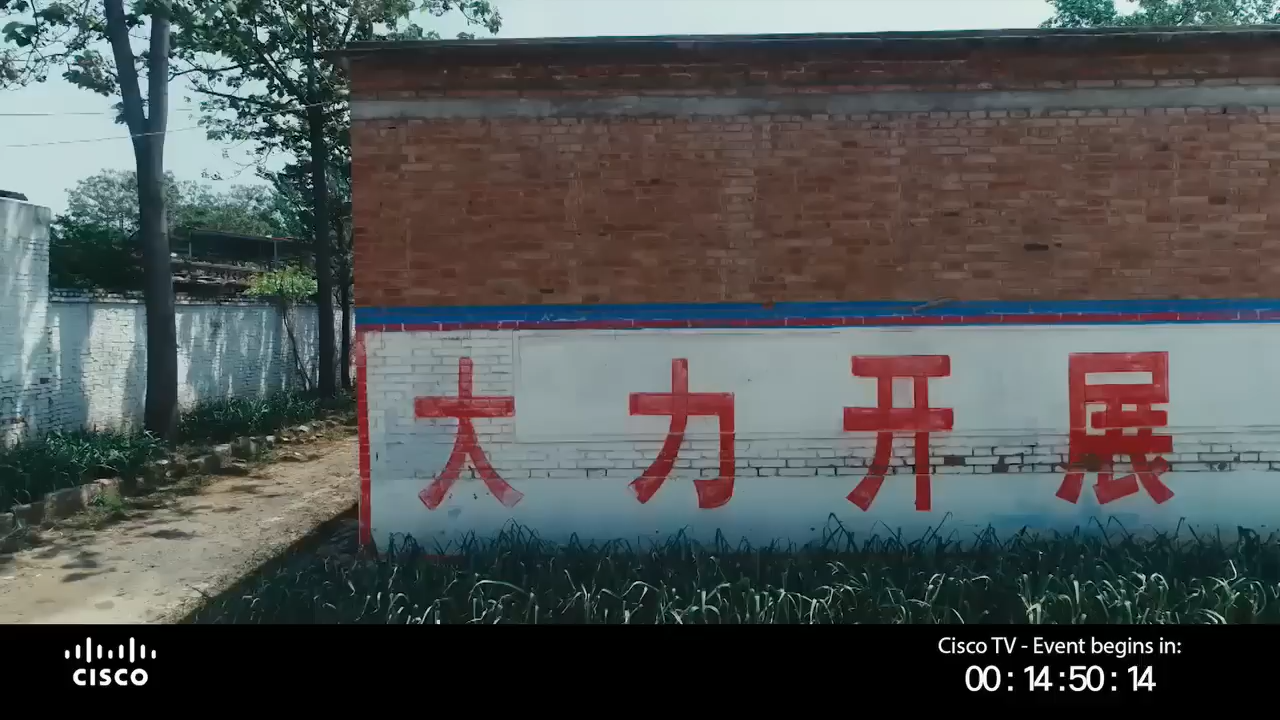 大力开展
CISCO
Cisco TV - Event begins in:
00 : 14 : 50 : 14